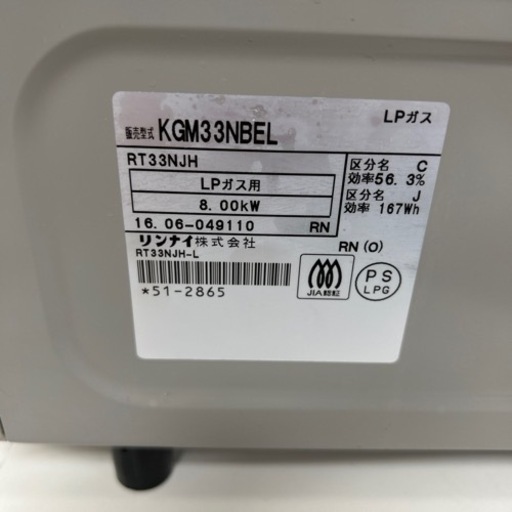 LPガス
販売型式 KGM33NBEL
RT33NJH
LPガス用
8.00kW
16.06-049110 RN
区分名 C
効率56.3%
区分名 J
効率 167Wh
リンナイ株式会社
RN (O)
RT33NJH-L
*51-2865
JIA認証
PS
LPG